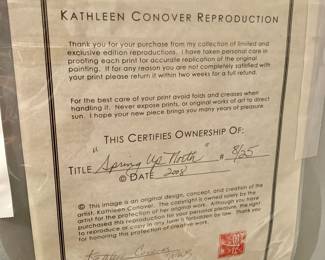 KATHLEEN CONOVER REPRODUCTION
Thank you for your purchase from my collection of limited and
exclusive edition reproductions. I have taken personal care in
proofing each print for accurate replication of the original
painting. If for any reason you are not completely satisfied with
your print please return it within two weeks for a full refund.
For the best care of your print avoid folds and creases when
handling. Never expose prints, or original works of art to direct
sun. I hope your new piece brings you many years of pleasure.
"THIS CERTIFIES OWNERSHIP OF:
TITLE "Spring Up North" # 8/25
© DATE 2008
© This image is an original design, concept, and creation of the
artist, Kathleen Conover. The copyright is owned solely by the
artist for the protection of her original work. Although you have
purchased this reproduction for your personal pleasure, the right
to reproduce or copy in any form is forbidden by law. Thank you
for honoring this protection of creative work.
Kathleen Conover